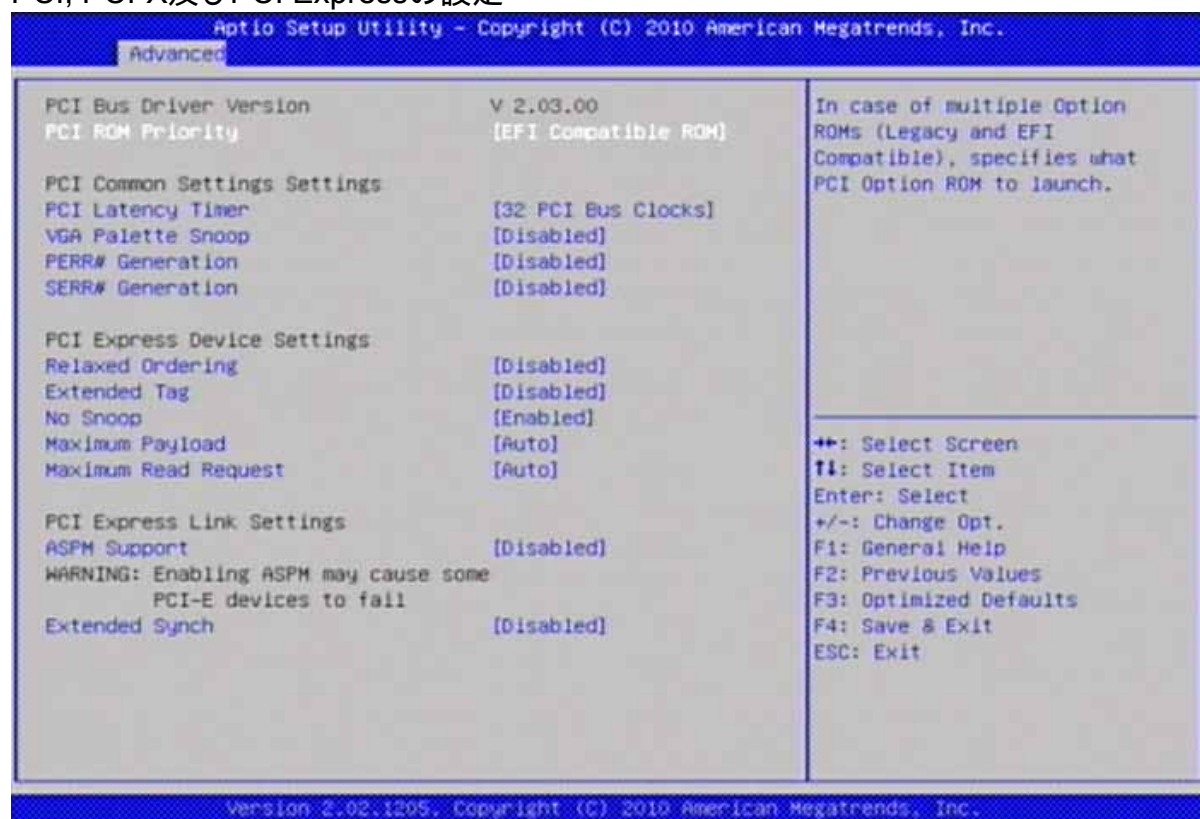 PCI, PCI-X及びPCI Expressの設定
Aptio Setup Utility - Copyright (C) 2010 American Megatrends, Inc.
Advanced
PCI Bus Driver Version V 2.03.00
PCI ROM Priority [EFI Compatible ROM]
PCI Common Settings Settings
PCI Latency Timer [32 PCI Bus Clocks]
VGA Palette Snoop [Disabled]
PERR# Generation [Disabled]
SERR# Generation [Disabled]
PCI Express Device Settings
Relaxed Ordering [Disabled]
Extended Tag [Disabled]
No Snoop [Enabled]
Maximum Payload [Auto]
Maximum Read Request [Auto]
PCI Express Link Settings
ASPM Support [Disabled]
WARNING: Enabling ASPM may cause some
PCI-E devices to fail
Extended Synch [Disabled]
In case of multiple Option
ROMs (Legacy and EFI
Compatible), specifies what
PCI Option ROM to launch.
→←: Select Screen
↑↓: Select Item
Enter: Select
+/-: Change Opt.
F1: General Help
F2: Previous Values
F3: Optimized Defaults
F4: Save & Exit
ESC: Exit
Version 2.02.1205. Copyright (C) 2010 American Megatrends, Inc.